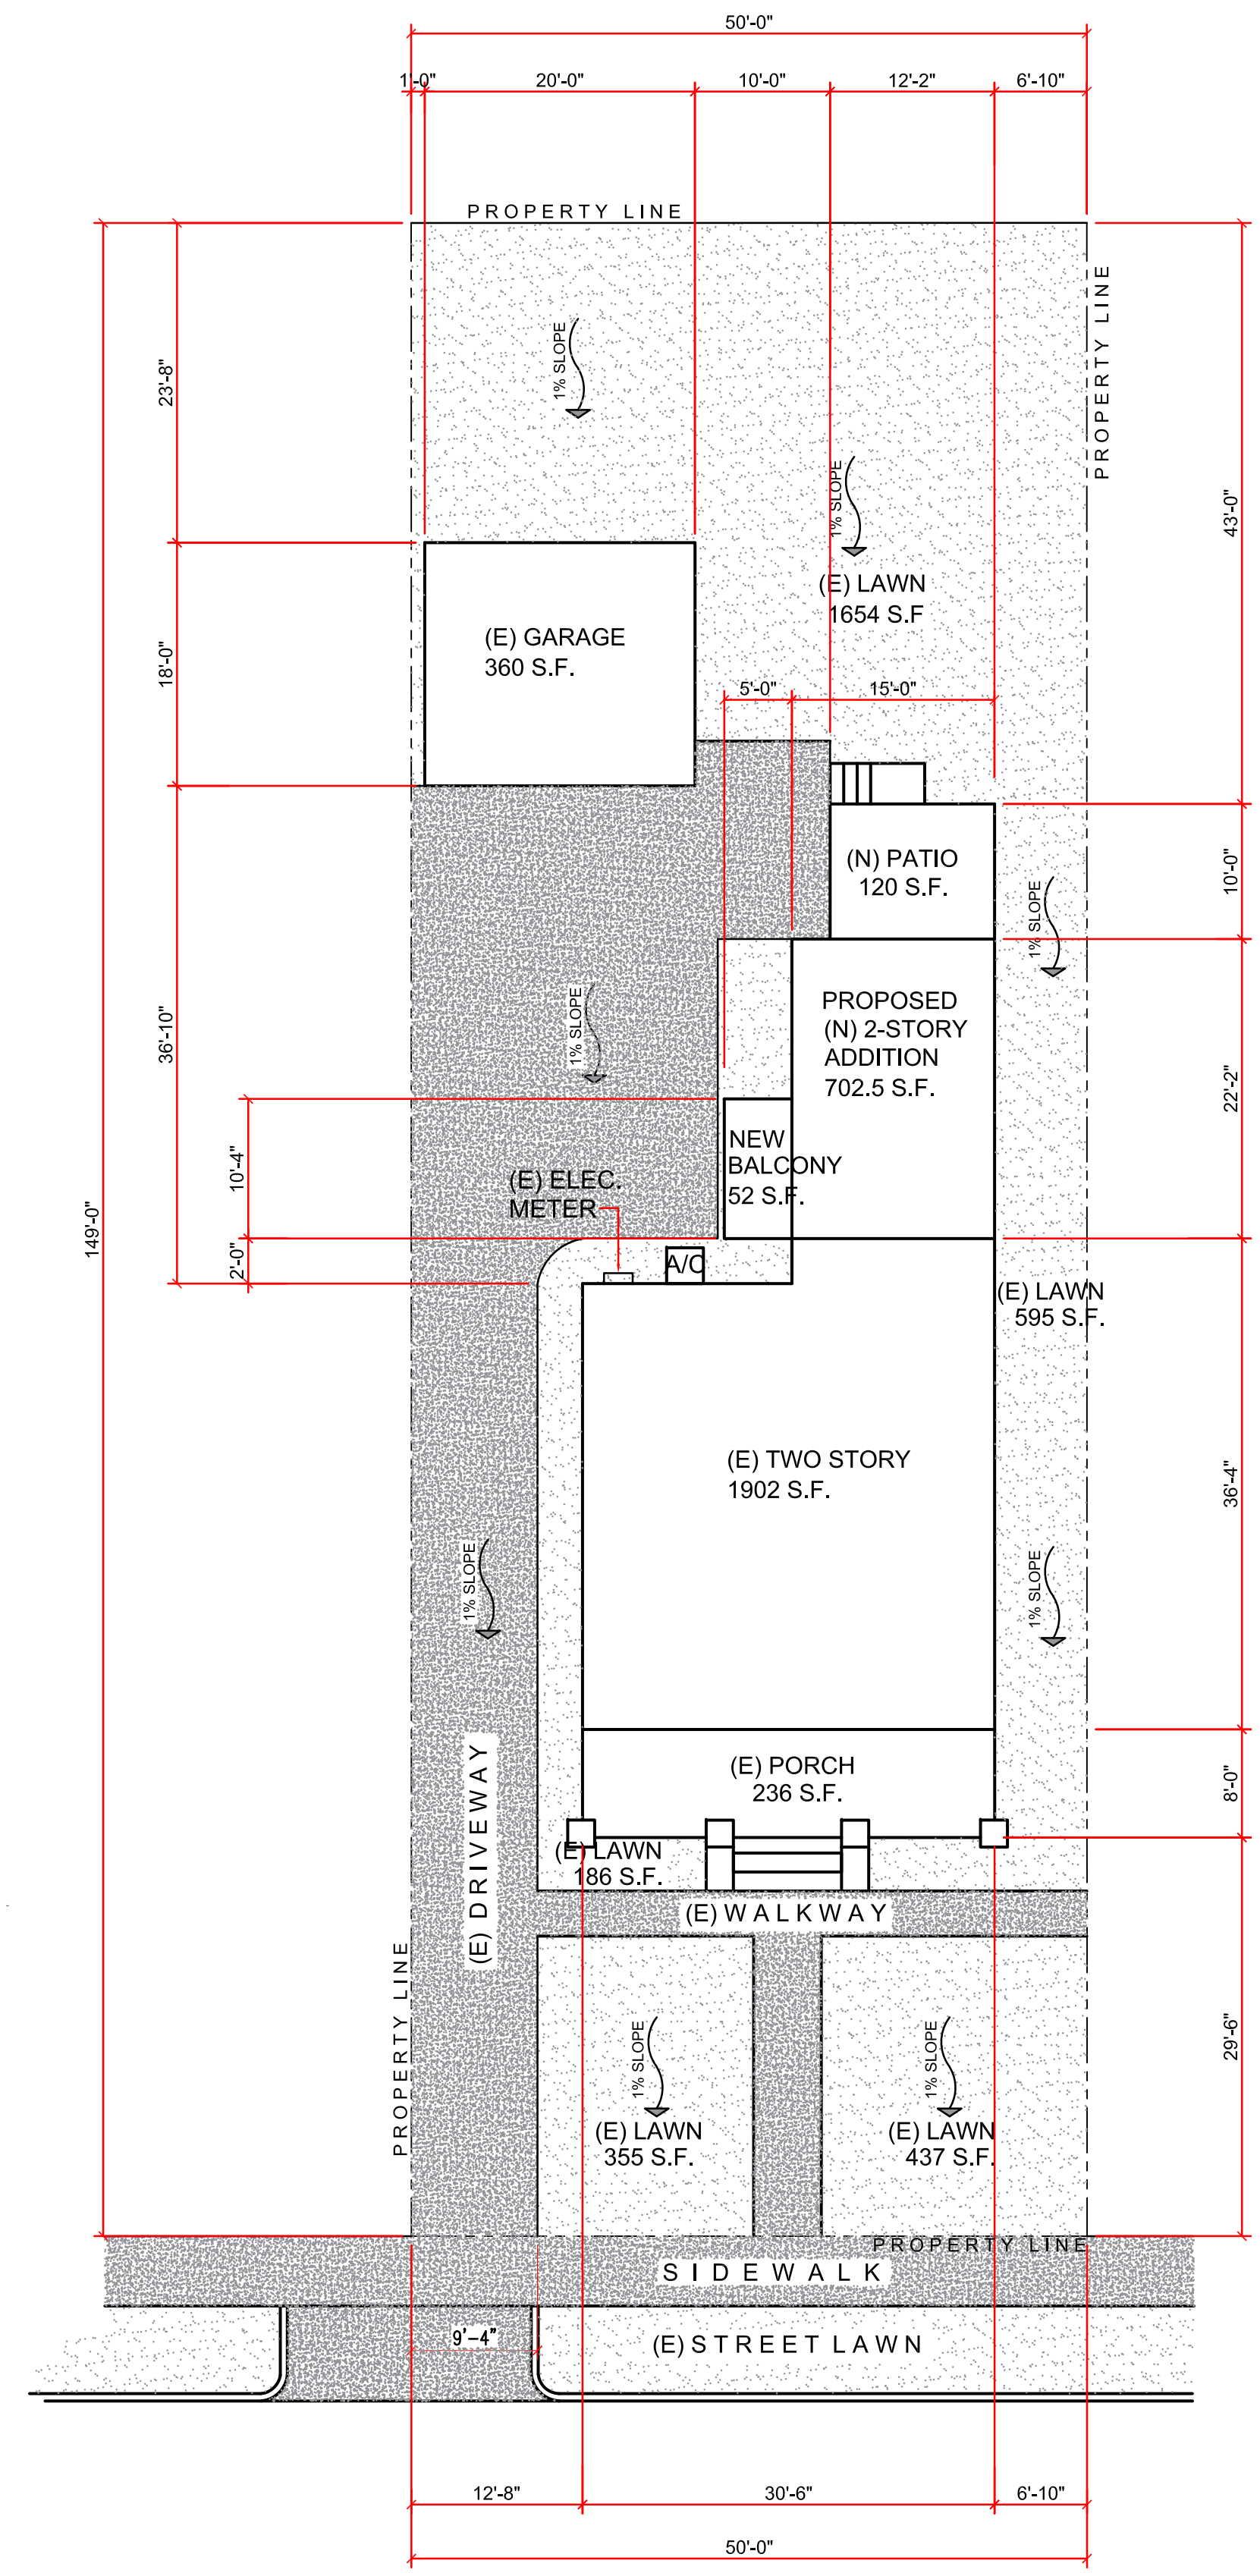 50'-0"
1'-0"
20'-0"
10'-0"
12'-2"
6'-10"
PROPERTY LINE
PROPERTY LINE
23'-8"
1% SLOPE
1% SLOPE
43'-0"
(E) LAWN
1654 S.F
(E) GARAGE
360 S.F.
18'-0"
5'-0"
15'-0"
(N) PATIO
120 S.F.
10'-0"
1% SLOPE
36'-10"
1% SLOPE
PROPOSED
(N) 2-STORY
ADDITION
702.5 S.F.
22'-2"
NEW
BALCONY
52 S.F.
10'-4"
(E) ELEC.
METER
149'-0"
2'-0"
A/C
(E) LAWN
595 S.F.
(E) TWO STORY
1902 S.F.
36'-4"
1% SLOPE
1% SLOPE
(E) DRIVEWAY
(E) PORCH
236 S.F.
8'-0"
(E) LAWN
186 S.F.
(E) WALKWAY
PROPERTY LINE
1% SLOPE
1% SLOPE
29'-6"
(E) LAWN
355 S.F.
(E) LAWN
437 S.F.
PROPERTY LINE
SIDEWALK
9'-4"
(E) STREET LAWN
12'-8"
30'-6"
6'-10"
50'-0"